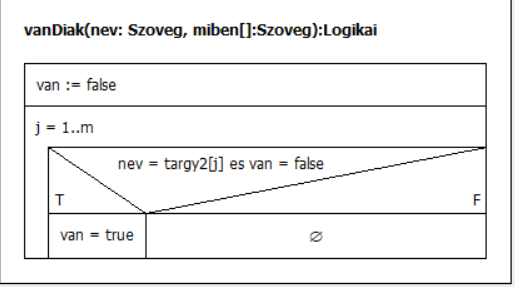 vanDiak(nev: Szoveg, miben[]:Szoveg):Logikai
van := false
j = 1..m
nev = targy2[j] es van = false
T
F
van = true
∅